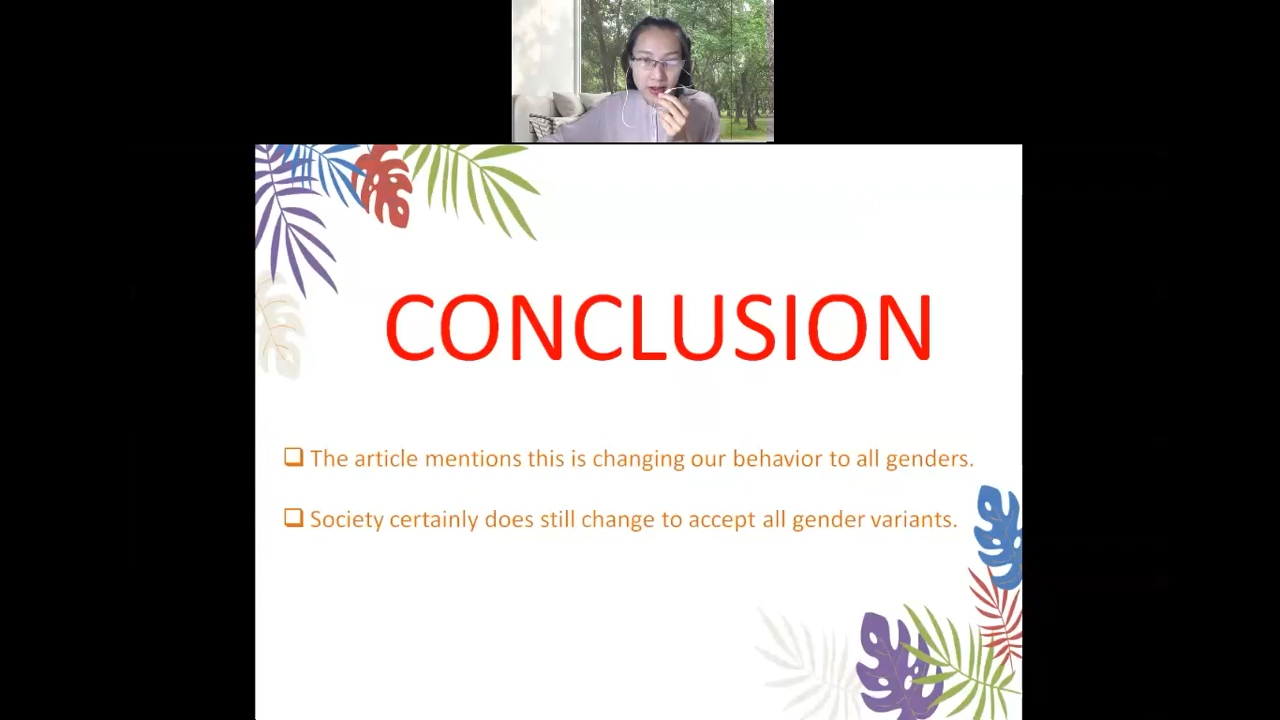 CONCLUSION
The article mentions this is changing our behavior to all genders.
Society certainly does still change to accept all gender variants.